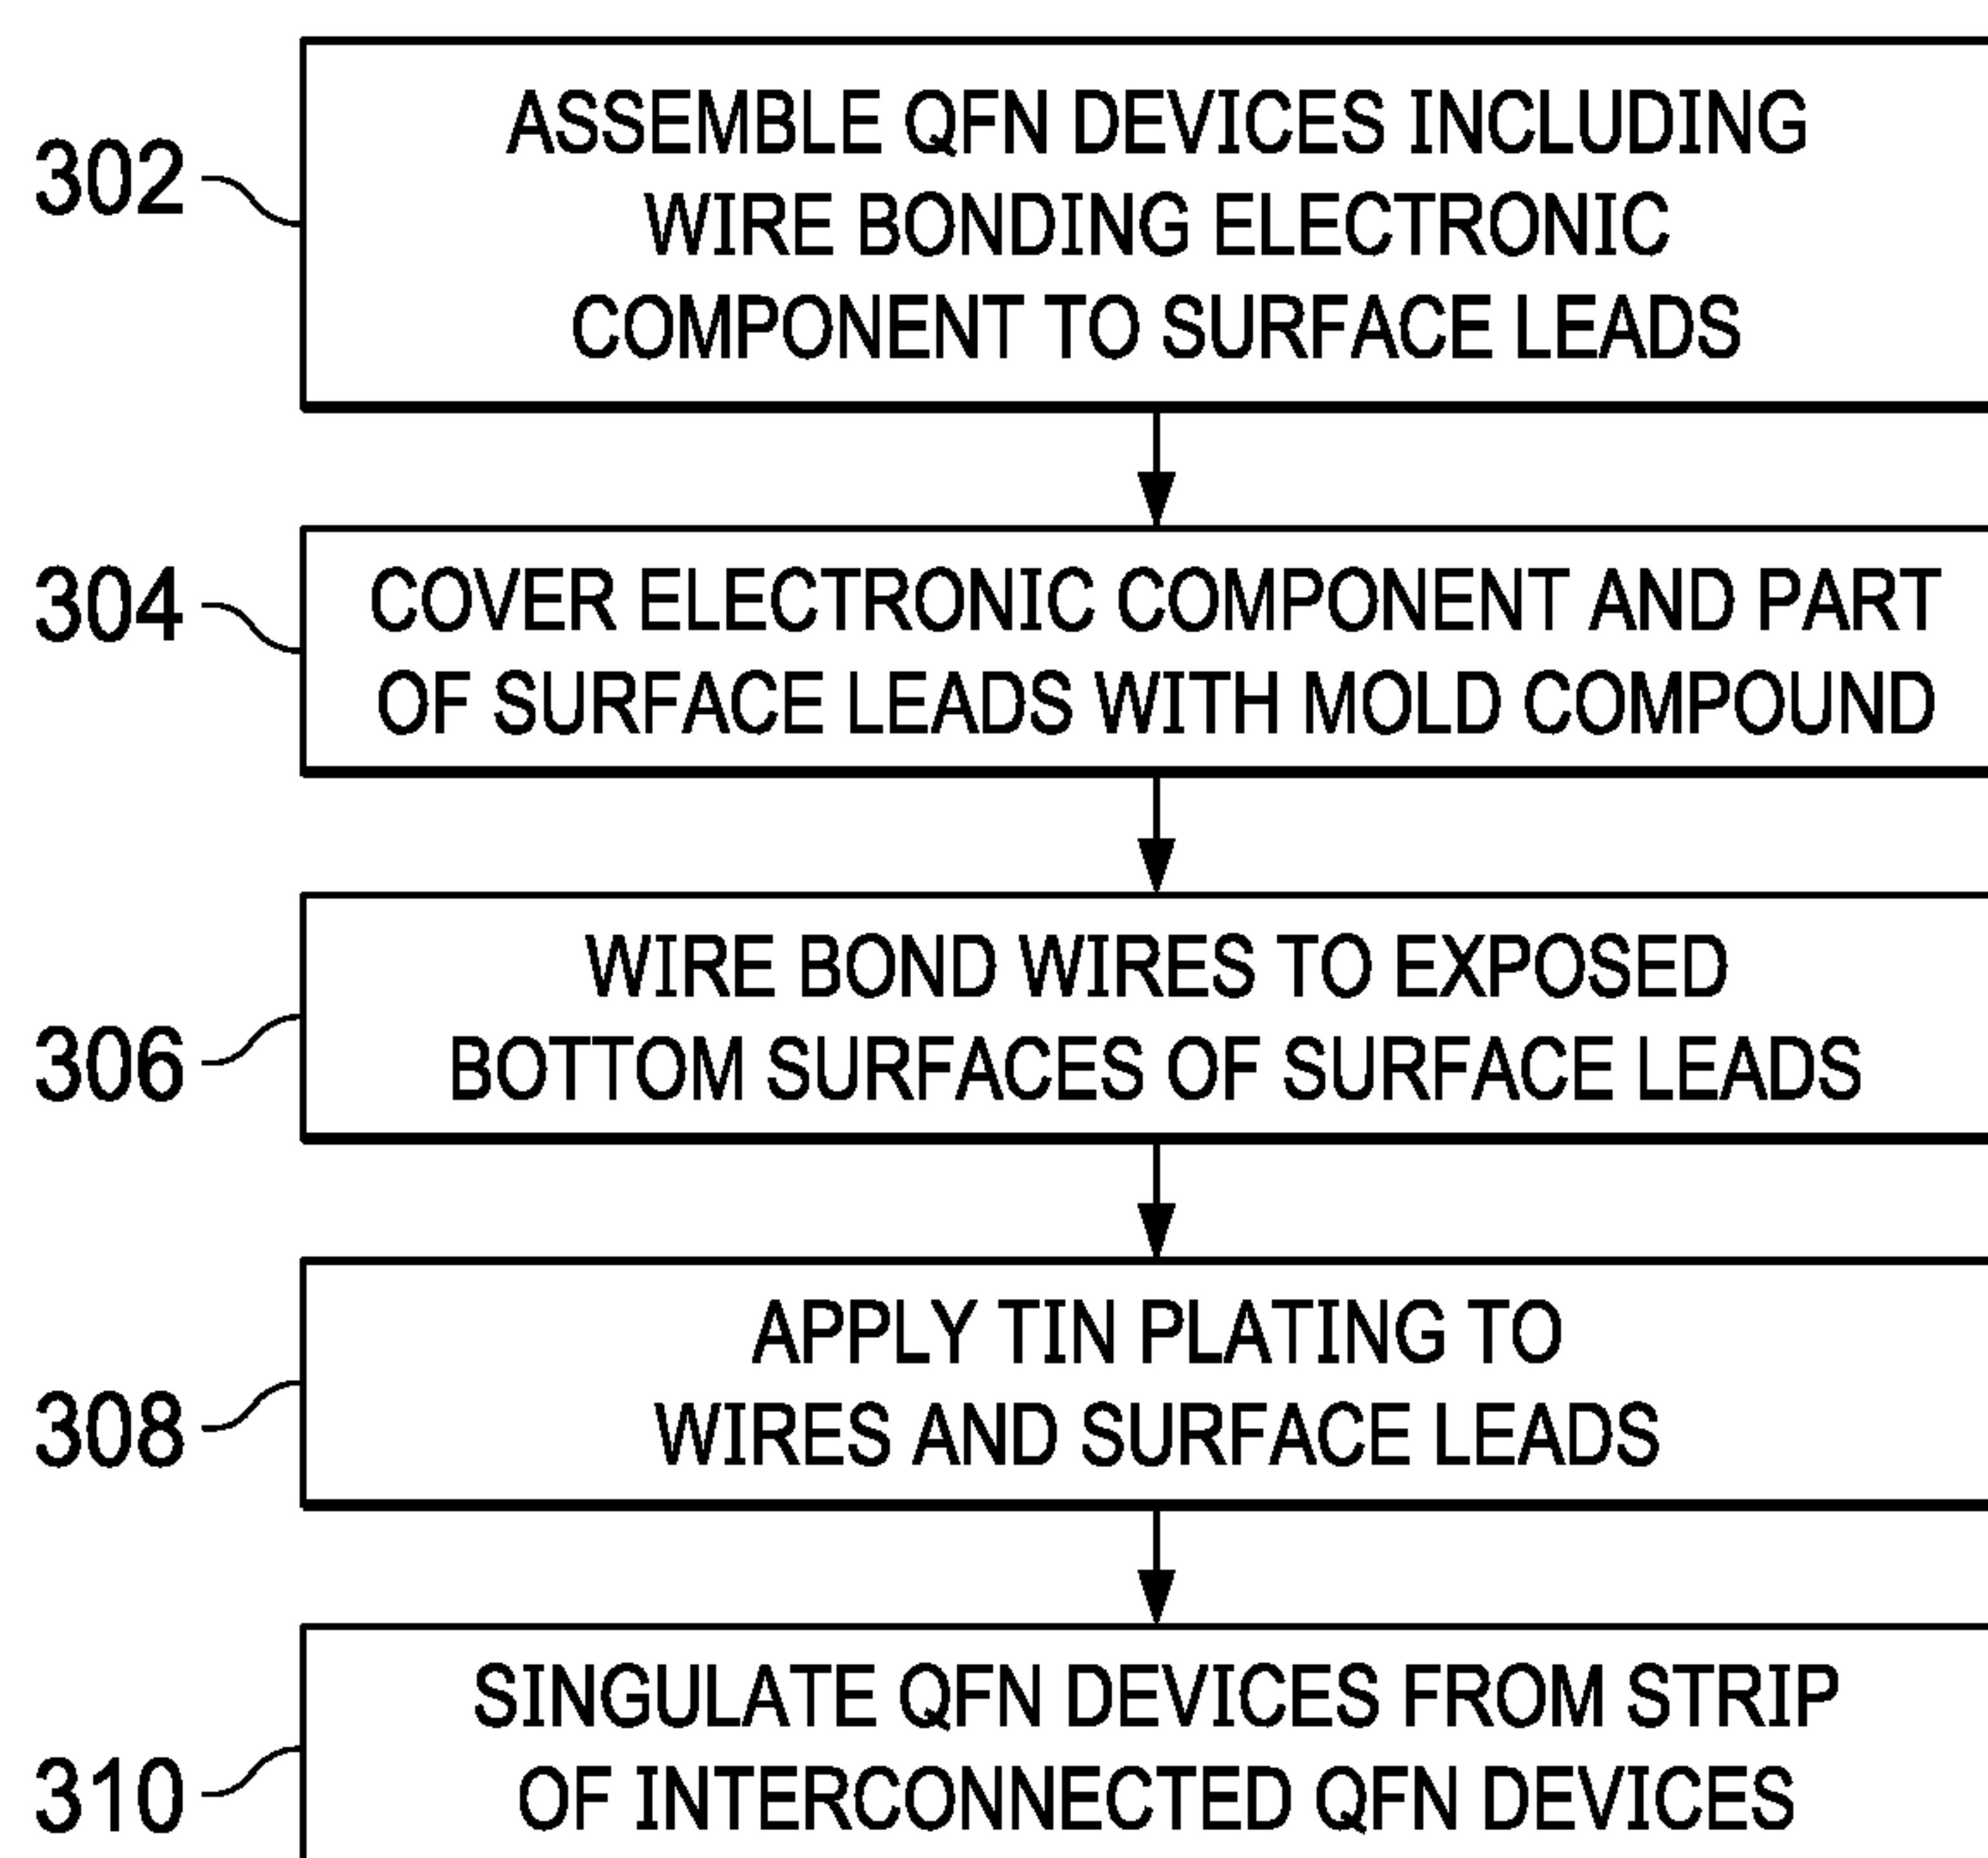 302
ASSEMBLE QFN DEVICES INCLUDING
WIRE BONDING ELECTRONIC
COMPONENT TO SURFACE LEADS
304
COVER ELECTRONIC COMPONENT AND PART
OF SURFACE LEADS WITH MOLD COMPOUND
306
WIRE BOND WIRES TO EXPOSED
BOTTOM SURFACES OF SURFACE LEADS
308
APPLY TIN PLATING TO
WIRES AND SURFACE LEADS
310
SINGULATE QFN DEVICES FROM STRIP
OF INTERCONNECTED QFN DEVICES